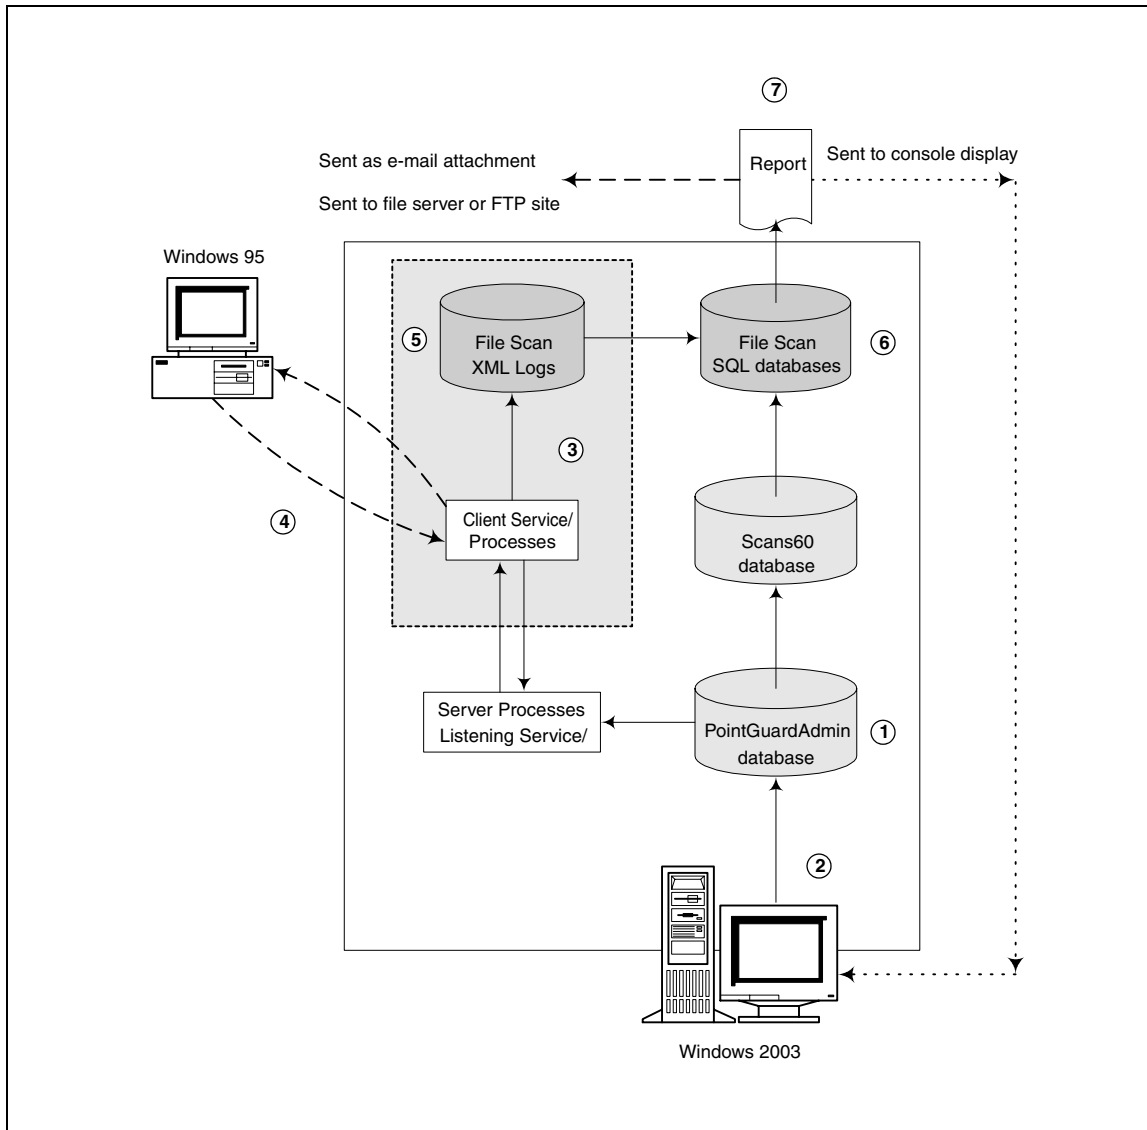 7
Report
Sent as e-mail attachment
Sent to console display
Sent to file server or FTP site
Windows 95
5
File Scan
XML Logs
File Scan
SQL databases
6
3
4
Client Service/
Processes
Scans60
database
Server Processes
Listening Service/
PointGuardAdmin
database
1
2
Windows 2003